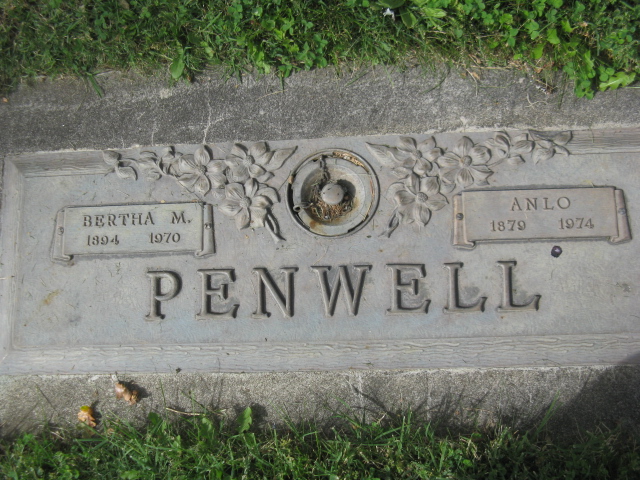 BERTHA M.
1894 1970
ANLO
1879 1974
PENWELL